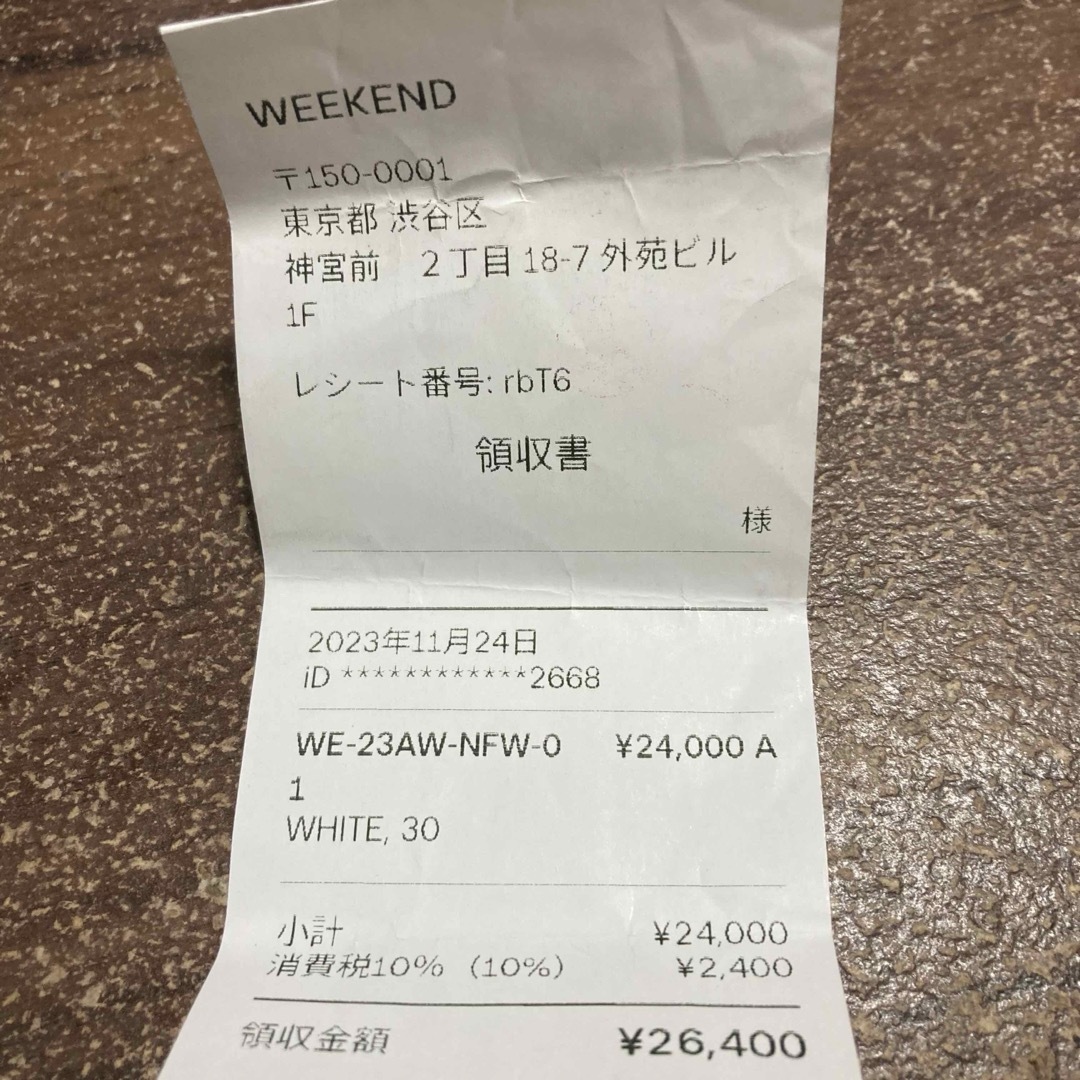 WEEKEND
〒150-0001
東京都 渋谷区
神宮前　２丁目 18-7 外苑ビル
1F
レシート番号: rbT6
領収書
様
2023年11月24日
iD ************2668
WE-23AW-NFW-0 ¥24,000 A
1
WHITE, 30
小計 ¥24,000
消費税10% (10%) ¥2,400
領収金額 ¥26,400